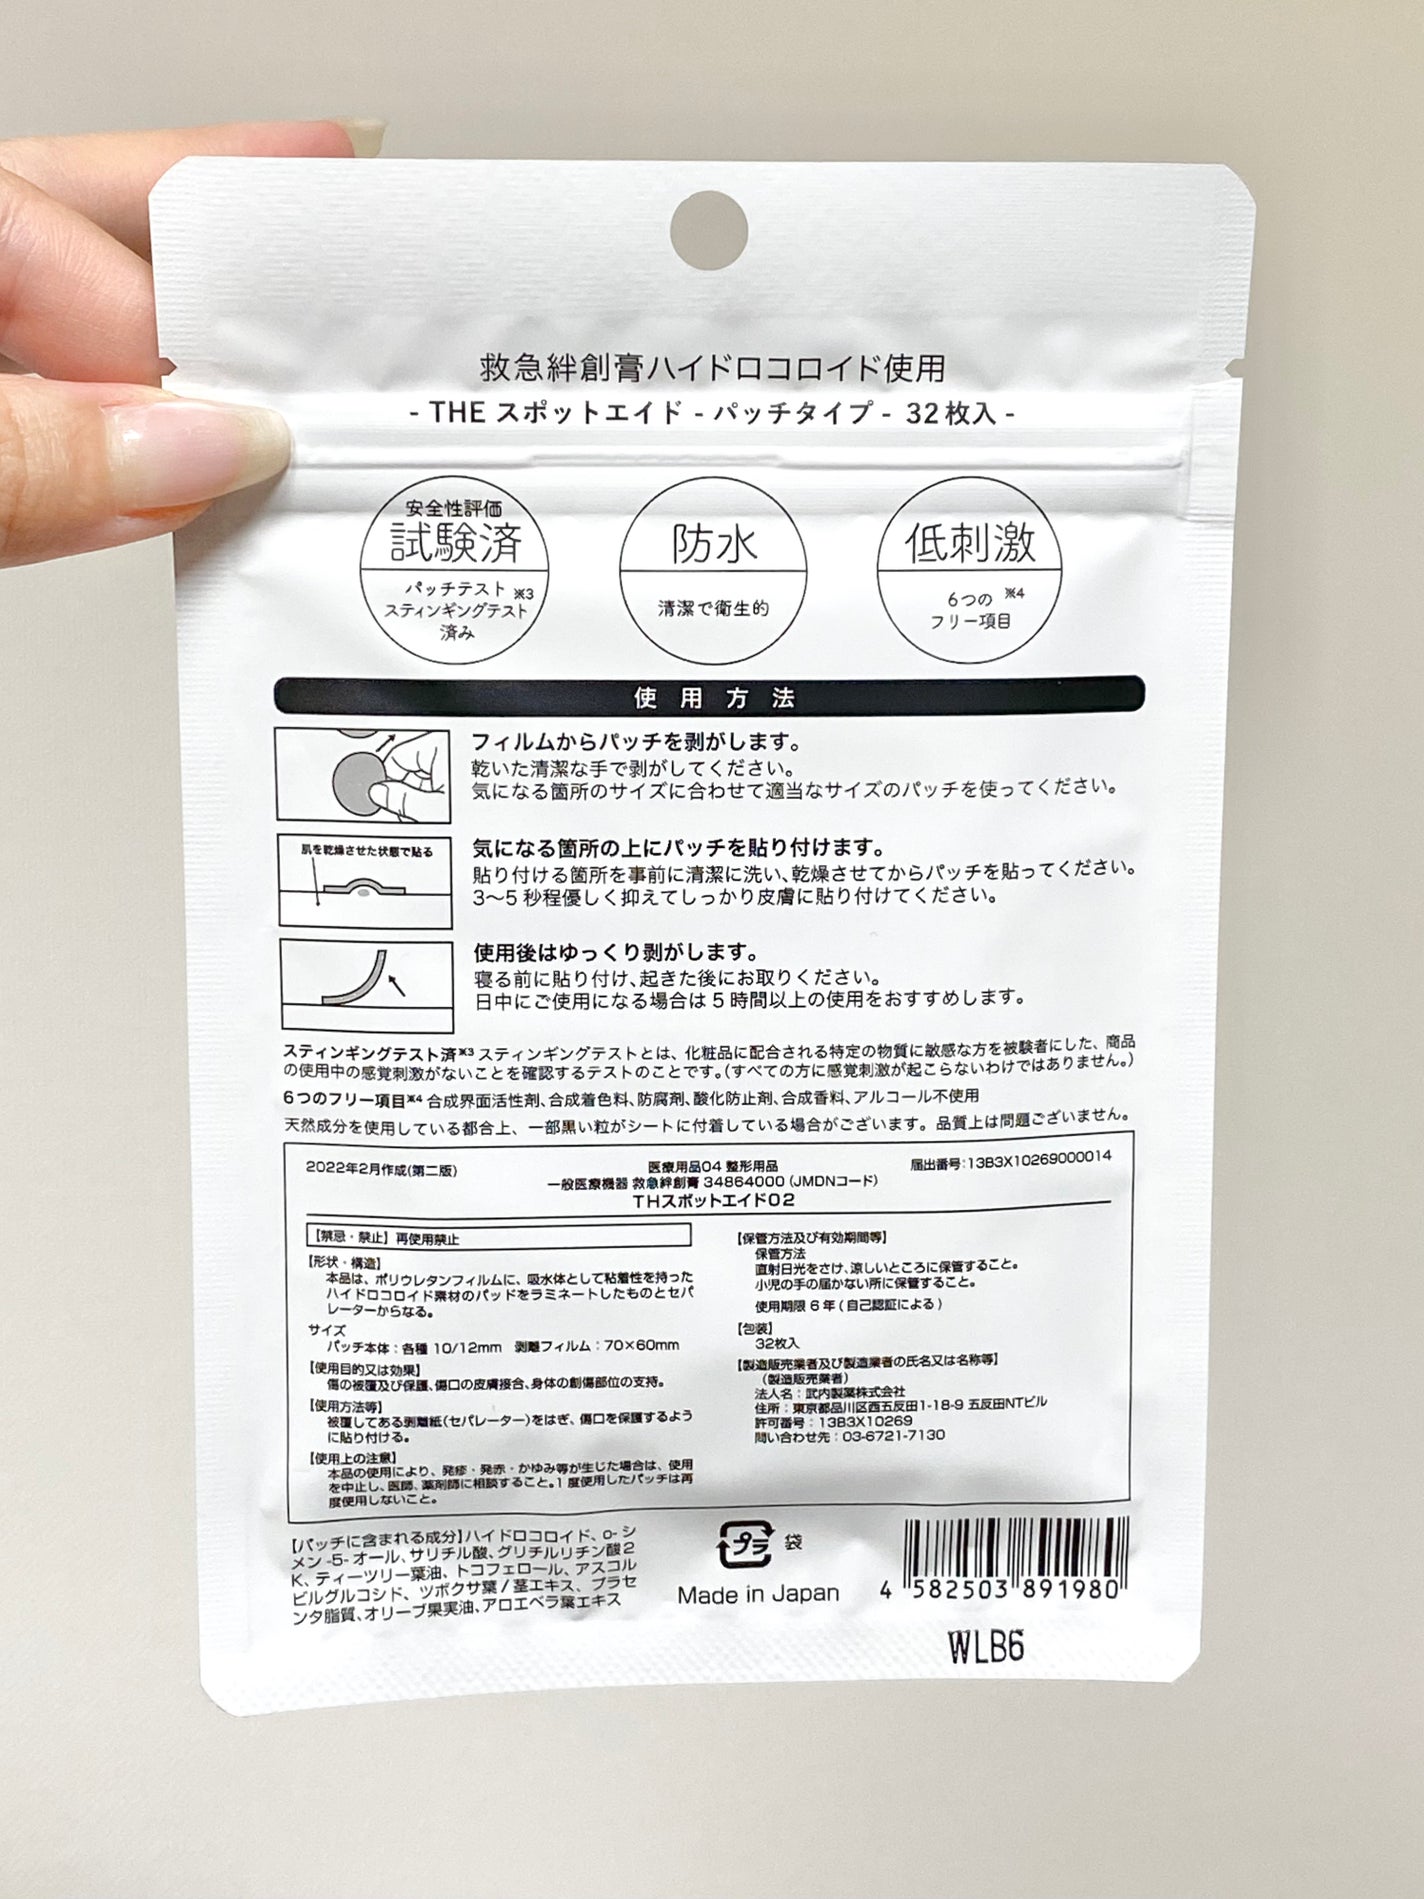 救急絆創膏ハイドロコロイド使用
- THE スポットエイド - パッチタイプ - 32枚入 -
安全性評価
試験済
パッチテスト ※3
スティンギングテスト
済み
防水
清潔で衛生的
低刺激
6つの ※4
フリー項目
使用方法
フィルムからパッチを剥がします。
乾いた清潔な手で剥がしてください。
気になる箇所のサイズに合わせて適当なサイズのパッチを使ってください。
肌を乾燥させた状態で貼る
気になる箇所の上にパッチを貼り付けます。
貼り付ける箇所を事前に清潔に洗い、乾燥させてからパッチを貼ってください。
3〜5 秒程優しく抑えてしっかり皮膚に貼り付けてください。
使用後はゆっくり剥がします。
寝る前に貼り付け、起きた後にお取りください。
日中にご使用になる場合は 5 時間以上の使用をおすすめします。
スティンギングテスト済※3 スティンギングテストとは、化粧品に配合される特定の物質に敏感な方を被験者にした、商品
の使用中の感覚刺激がないことを確認するテストのことです。（すべての方に感覚刺激が起こらないわけではありません。）
6つのフリー項目※4 合成界面活性剤、合成着色料、防腐剤、酸化防止剤、合成香料、アルコール不使用
天然成分を使用している都合上、一部黒い粒がシートに付着している場合がございます。品質上は問題ございません。
2022年2月作成(第二版)
医療用品04 整形用品
届出番号：13B3X10269000014
一般医療機器 救急絆創膏 34864000（JMDNコード）
THスポットエイド02
【禁忌・禁止】再使用禁止
【形状・構造】
本品は、ポリウレタンフィルムに、吸水体として粘着性を持った
ハイドロコロイド素材のパッドをラミネートしたものとセパ
レーターからなる。
サイズ
パッチ本体：各種 10/12mm 剥離フィルム：70×60mm
【使用目的又は効果】
傷の被覆及び保護、傷口の皮膚接合、身体の創傷部位の支持。
【使用方法等】
被覆してある剥離紙（セパレーター）をはぎ、傷口を保護するよう
に貼り付ける。
【使用上の注意】
本品の使用により、発疹・発赤・かゆみ等が生じた場合は、使用
を中止し、医師、薬剤師に相談すること。1 度使用したパッチは再
度使用しないこと。
【保管方法及び有効期間等】
保管方法
直射日光をさけ、涼しいところに保管すること。
小児の手の届かない所に保管すること。
使用期限 6 年 ( 自己認証による )
【包装】
32枚入
【製造販売業者及び製造業者の氏名又は名称等】
（製造販売業者）
法人名：武内製薬株式会社
住所：東京都品川区西五反田1-18-9 五反田NTビル
許可番号：13B3X10269
問い合わせ先：03-6721-7130
【パッチに含まれる成分】ハイドロコロイド、o- シ
メン -5- オール、サリチル酸、グリチルリチン酸2
K、ティーツリー葉油、トコフェロール、アスコル
ビルグルコシド、ツボクサ葉 / 茎エキス、プラセ
ンタ脂質、オリーブ果実油、アロエベラ葉エキス
プラ 袋
Made in Japan
4 582503 891980
WLB6